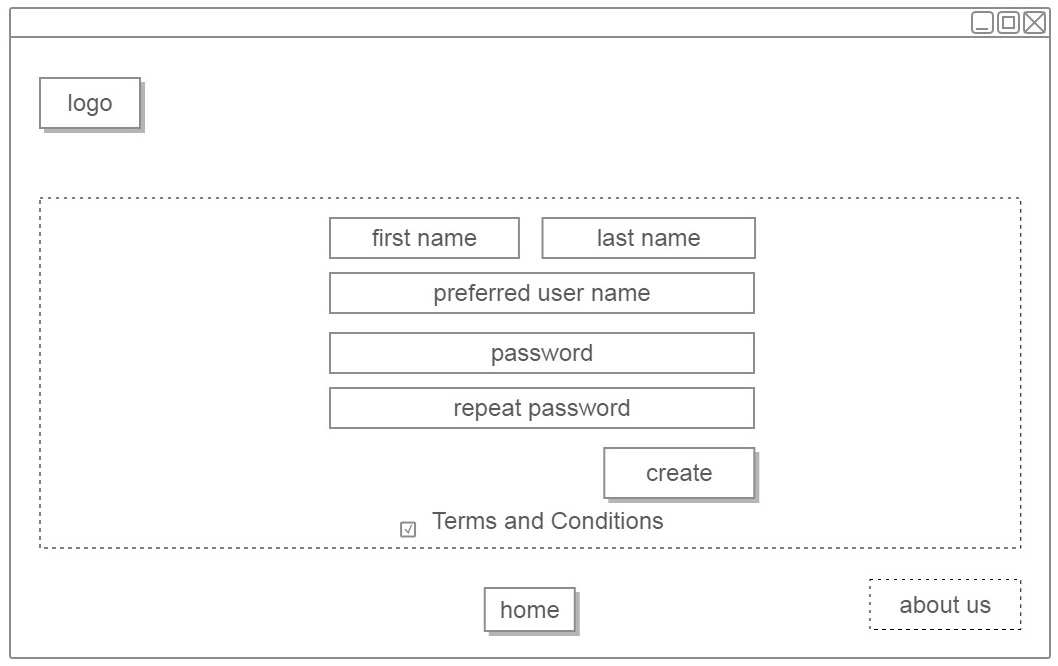 logo
first name
last name
preferred user name
password
repeat password
create
Terms and Conditions
home
about us